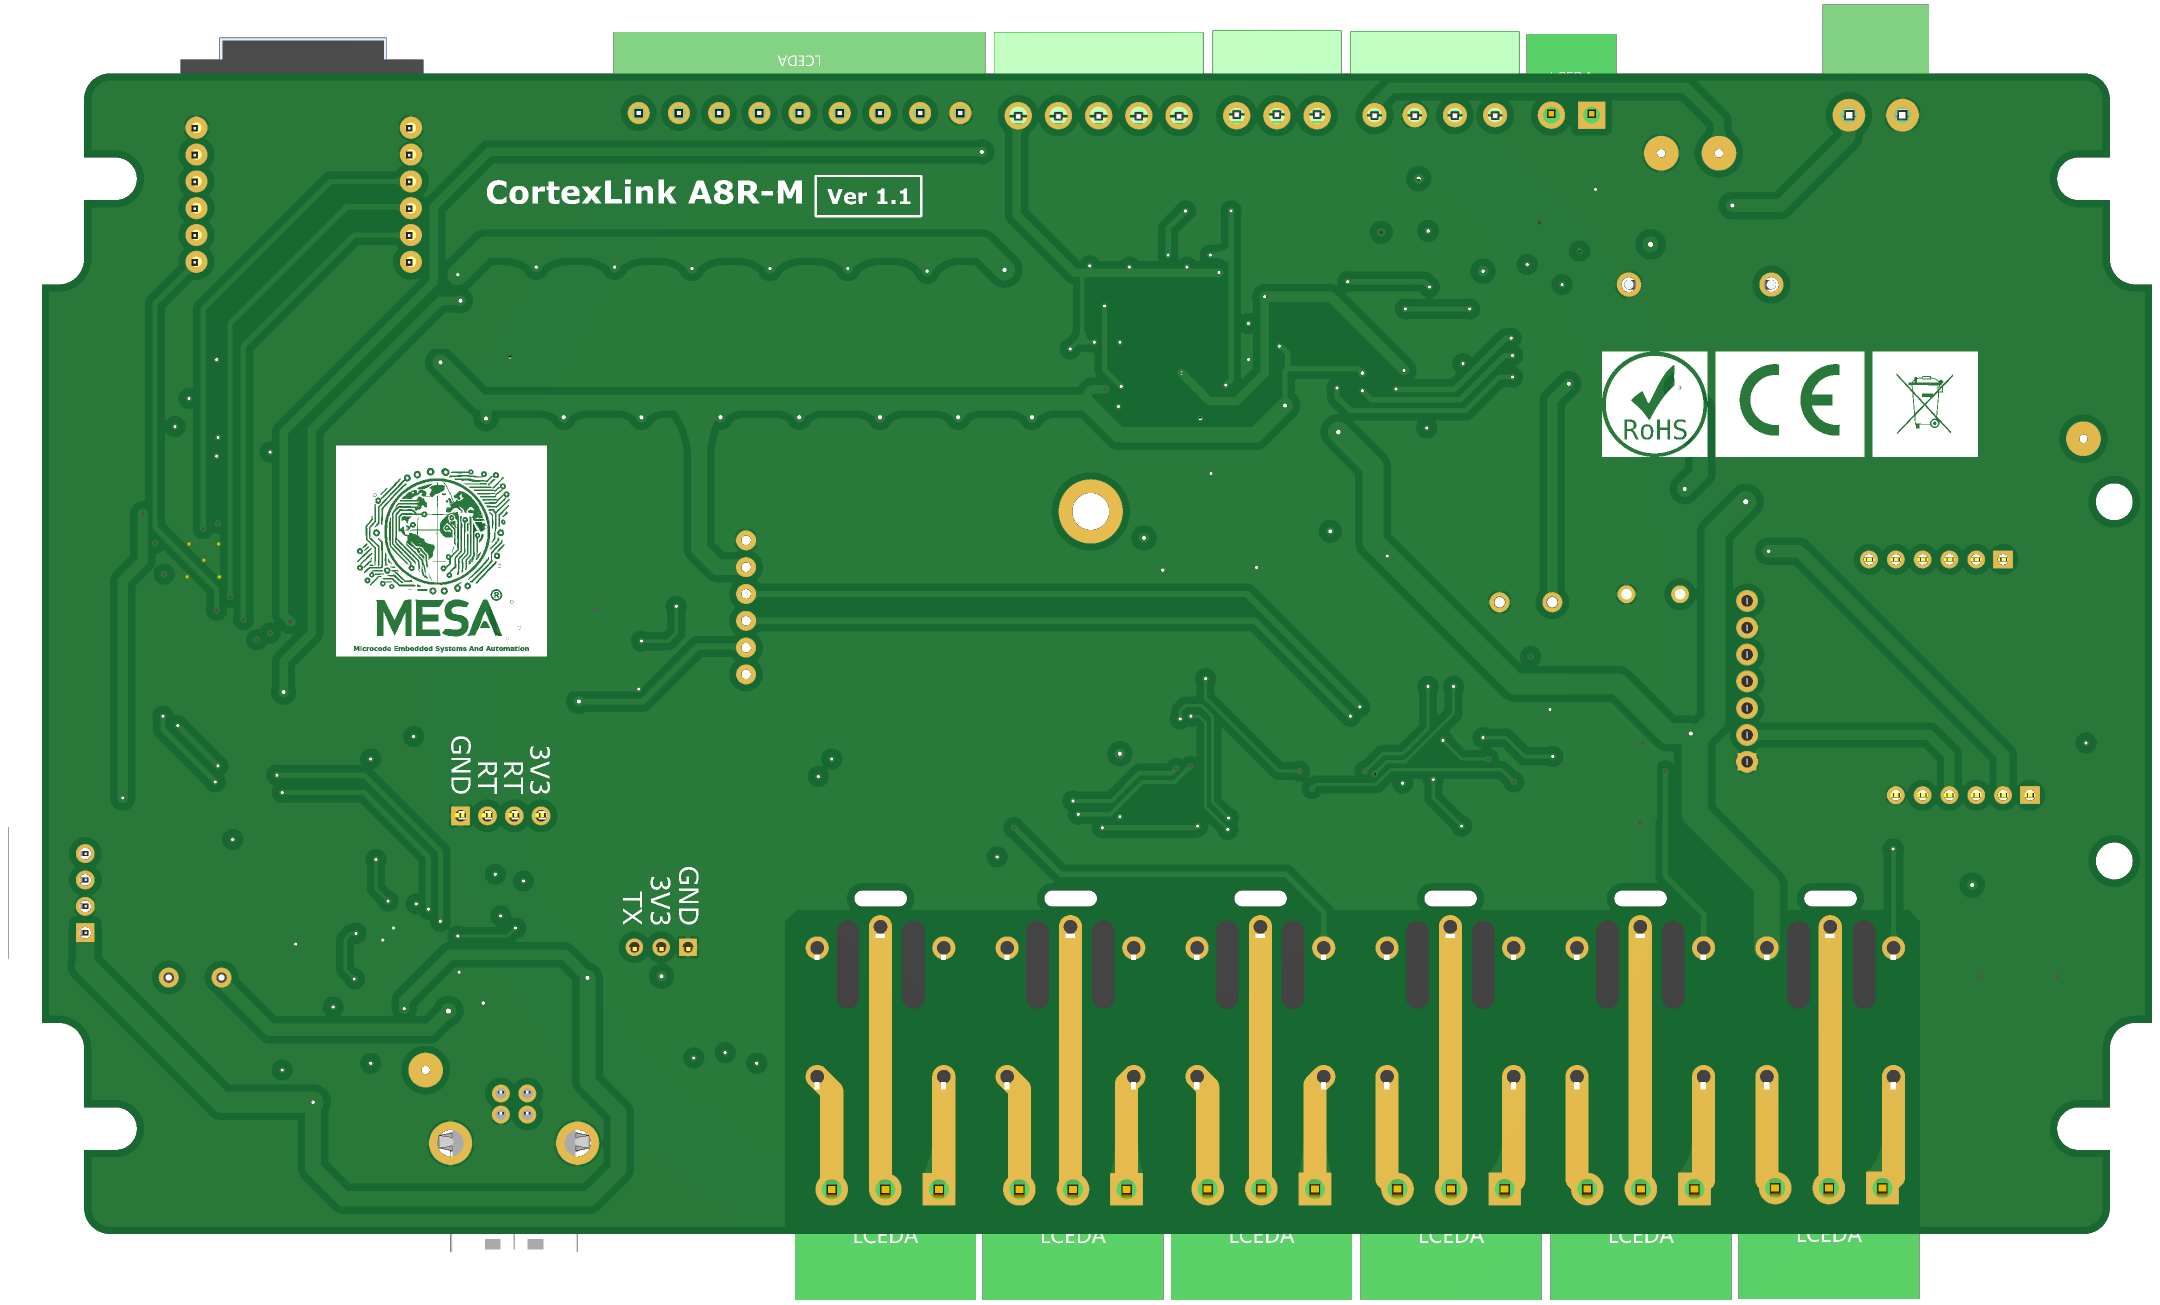 LCEDA
LCEDA
CortexLink A8R-M
Ver 1.1
RoHS
CE
MESA®
Microcode Embedded Systems And Automation
GND
RT
RT
3V3
TX
3V3
GND
LCEDA
LCEDA
LCEDA
LCEDA
LCEDA
LCEDA